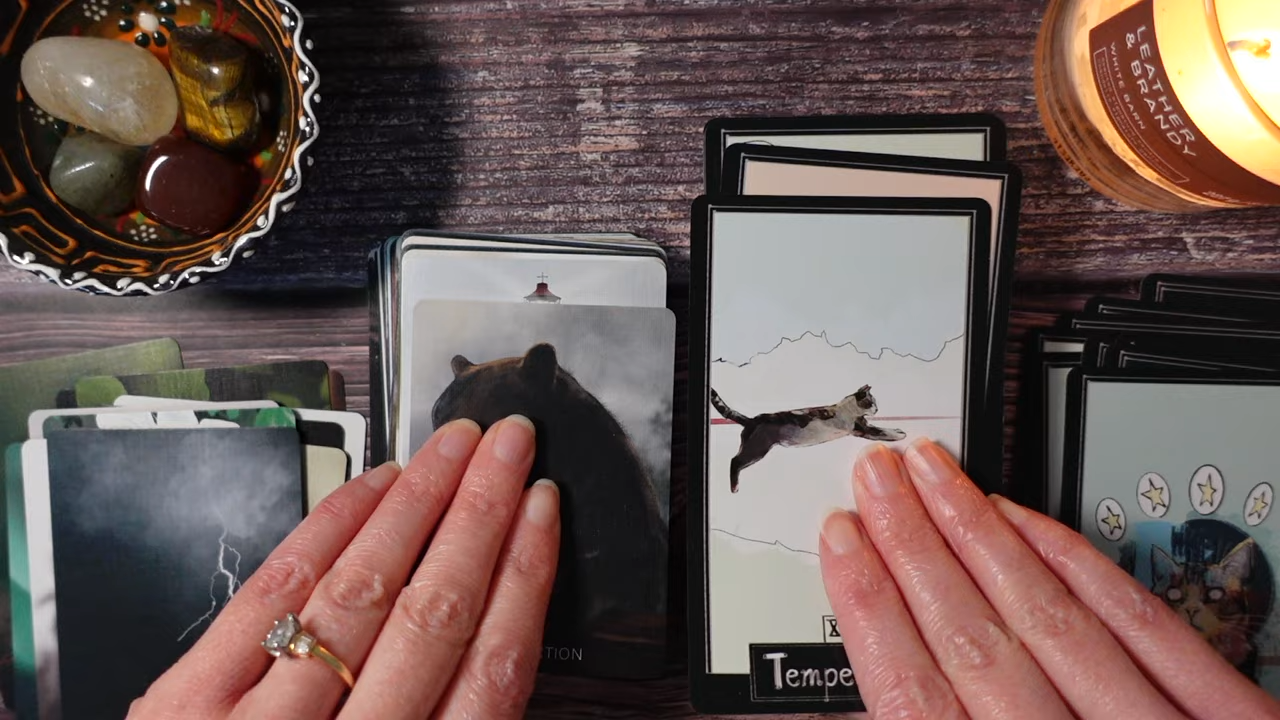 LEATHER
& BRANDY
WHITE BARN
TION
X
Tempe